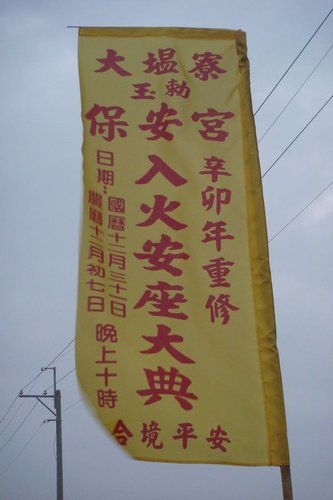 大塭寮
玉勅
保安宮
辛卯年重修
入火安座大典
日期：國曆十二月三十一日
農曆十二月初七日
晚上十時
合境平安